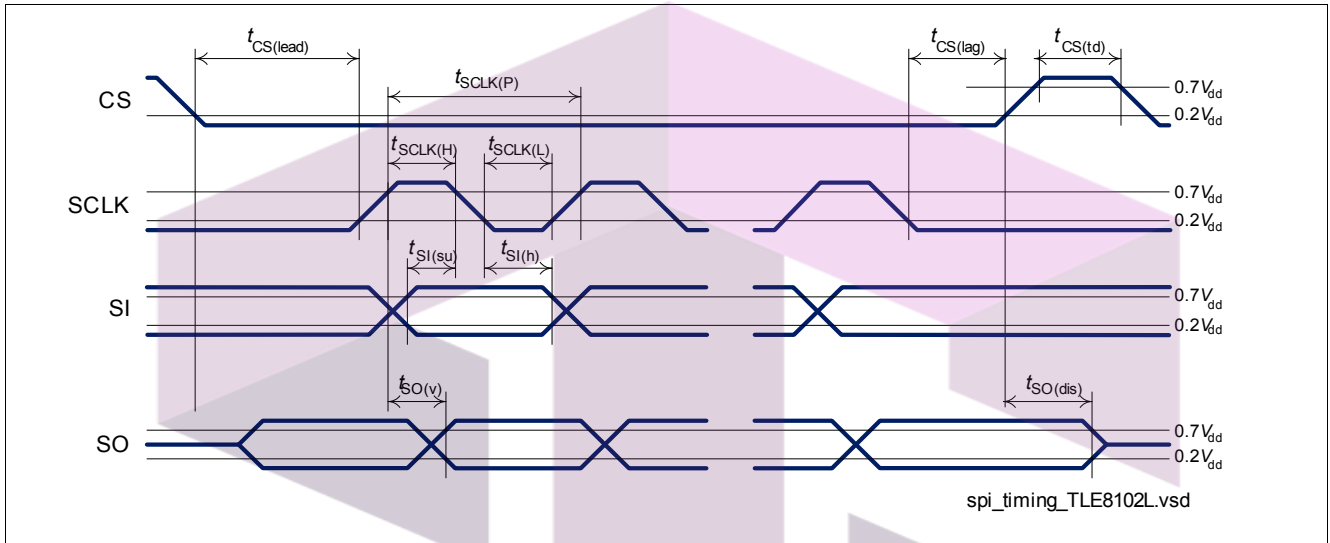 tCS(lead)
tCS(lag)
tCS(td)
tSCLK(P)
CS
0.7Vdd
0.2Vdd
tSCLK(H)
tSCLK(L)
SCLK
0.7Vdd
0.2Vdd
tSI(su)
tSI(h)
SI
0.7Vdd
0.2Vdd
tSO(v)
tSO(dis)
SO
0.7Vdd
0.2Vdd
spi_timing_TLE8102L.vsd